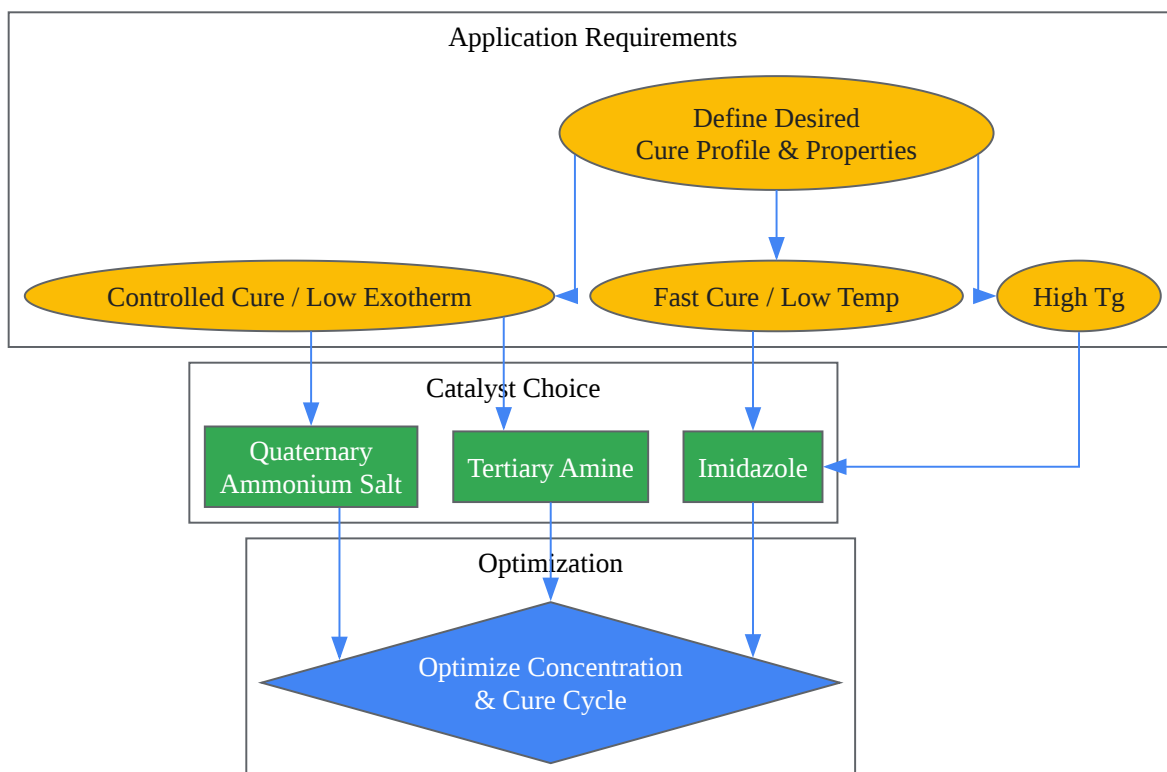 Application Requirements
Define Desired
Cure Profile & Properties
Controlled Cure / Low Exotherm
Fast Cure / Low Temp
High Tg
Catalyst Choice
Quaternary
Ammonium Salt
Tertiary Amine
Imidazole
Optimization
Optimize Concentration
& Cure Cycle